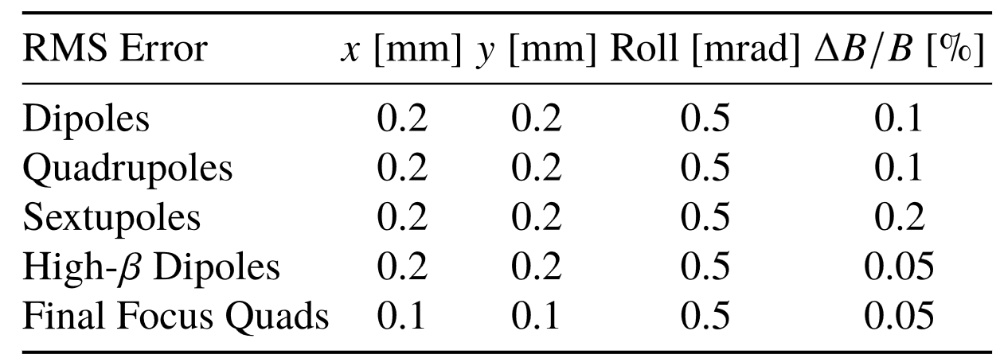 RMS Error x [mm] y [mm] Roll [mrad] ΔB/B [%]
Dipoles 0.2 0.2 0.5 0.1
Quadrupoles 0.2 0.2 0.5 0.1
Sextupoles 0.2 0.2 0.5 0.2
High-β Dipoles 0.2 0.2 0.5 0.05
Final Focus Quads 0.1 0.1 0.5 0.05